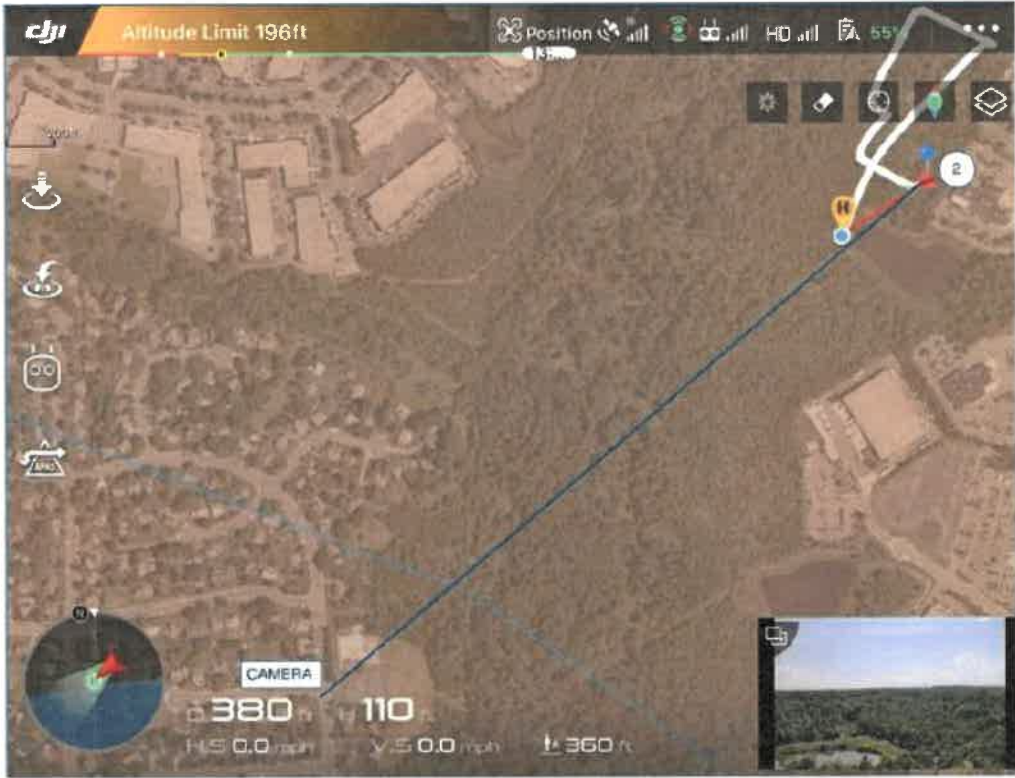 dji Altitude Limit 196ft Position HD 55%
2
H
N
CAMERA
D 380 ft H 110
H.S 0.0 mph V.S 0.0 mph 360 ft